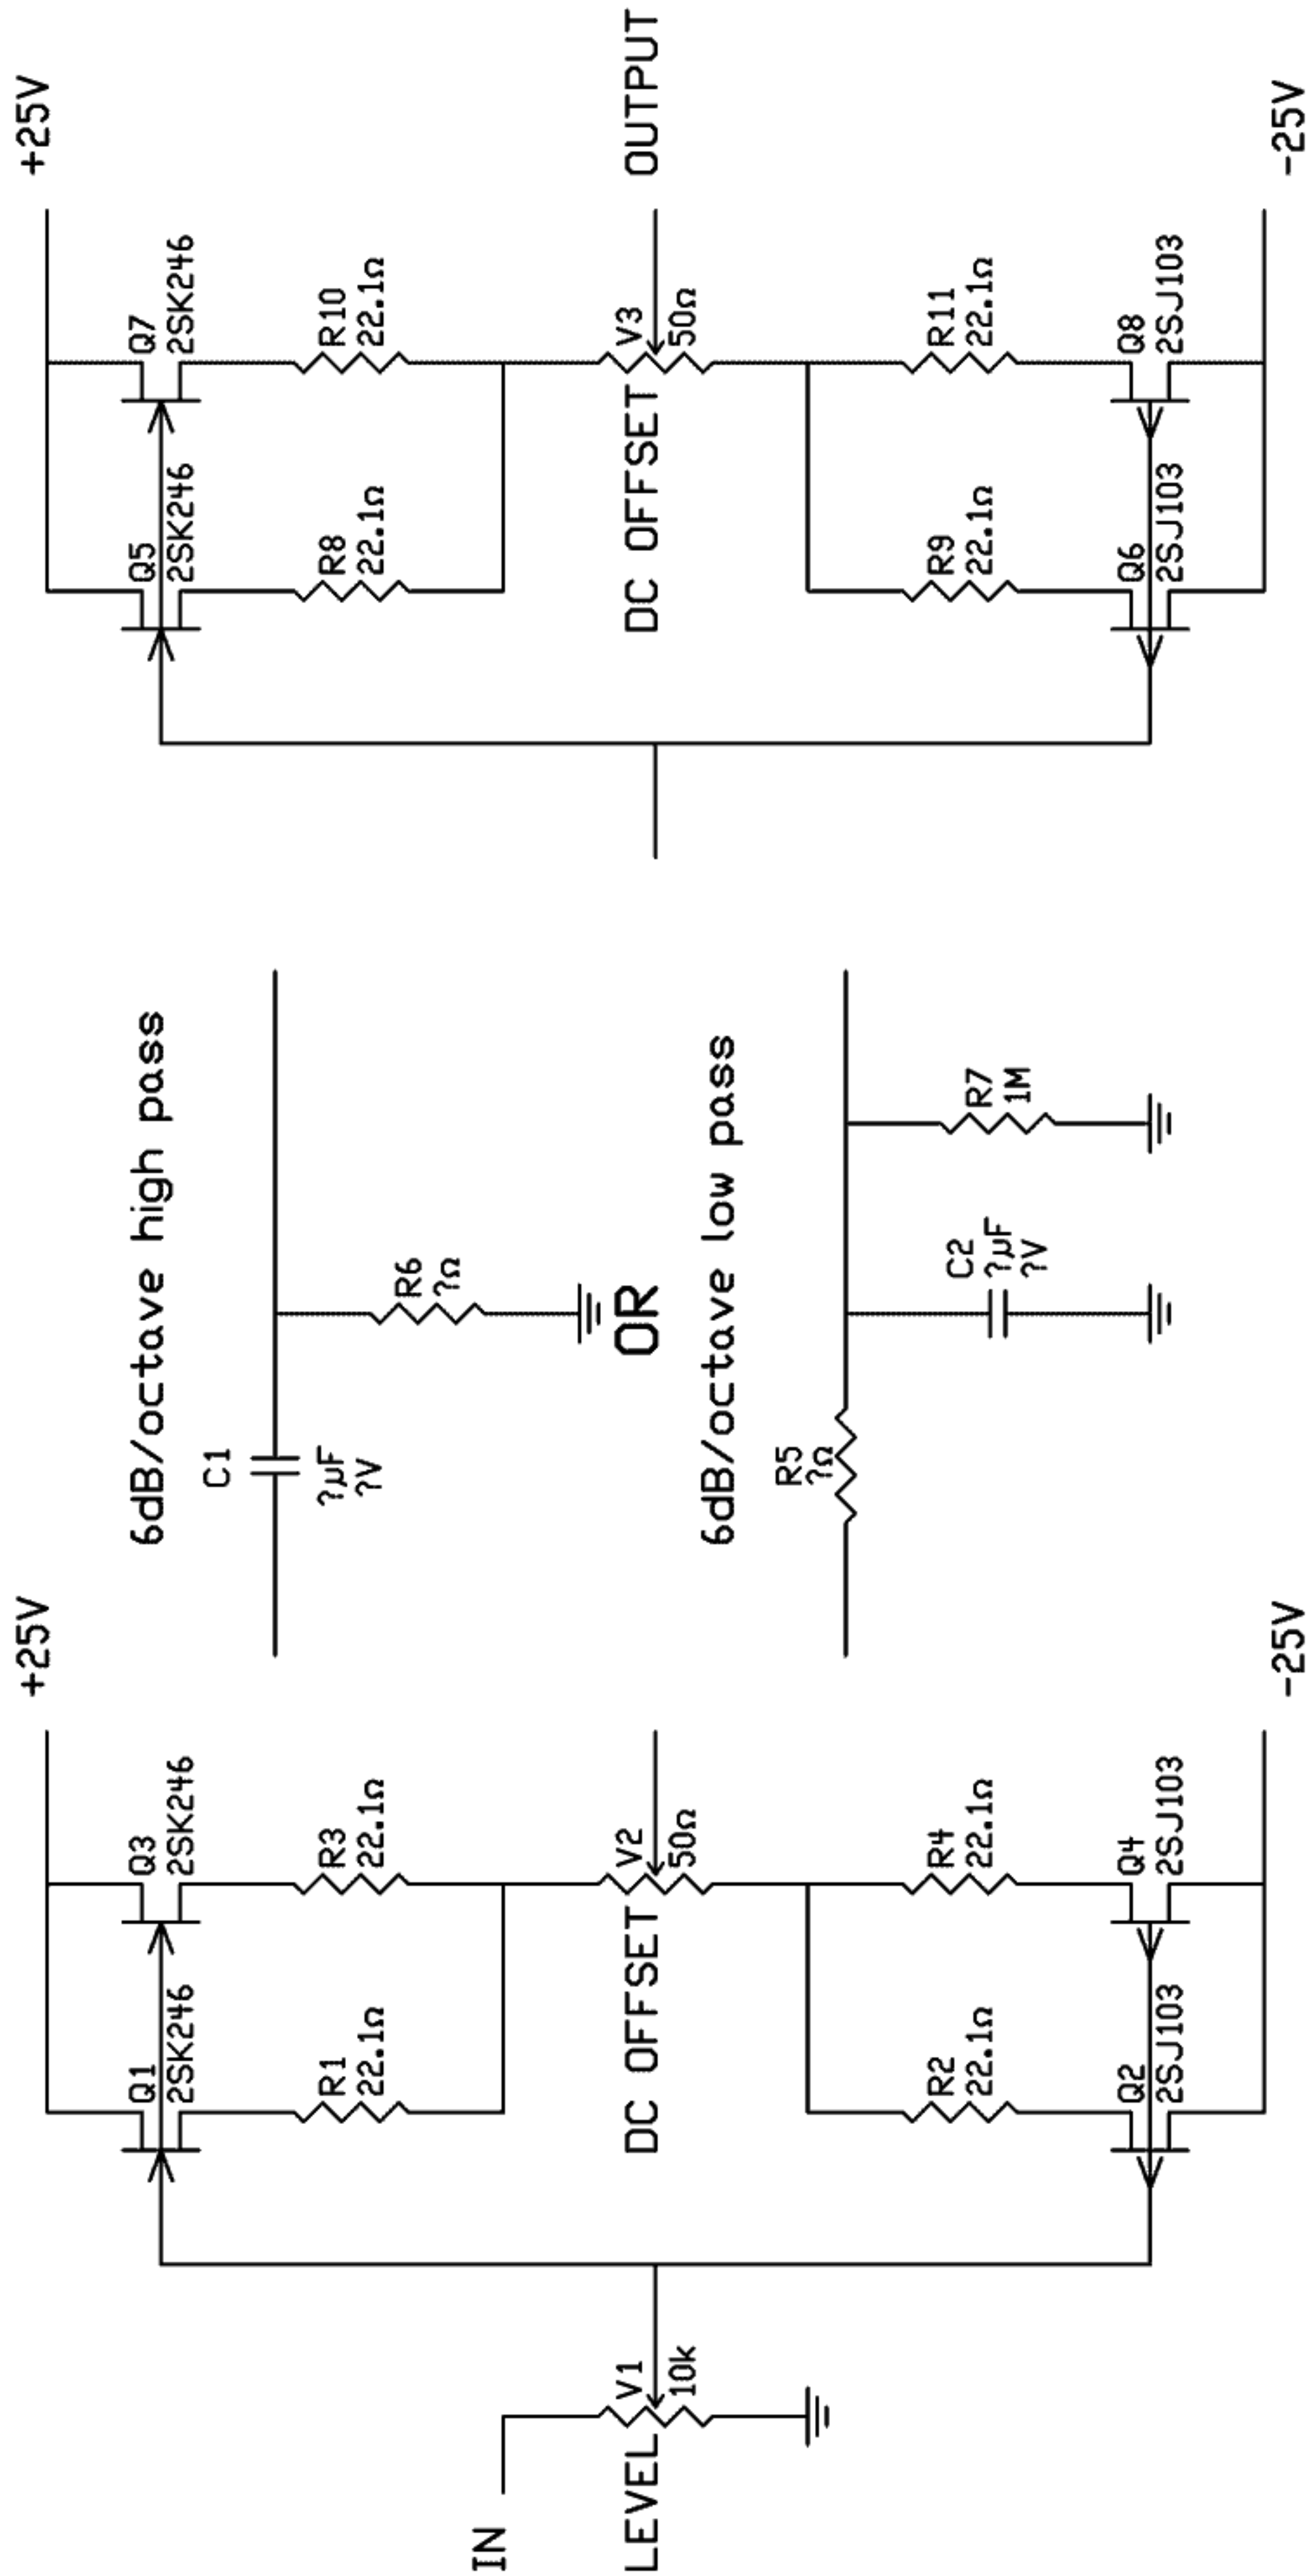 IN
LEVEL
V1
10k
+25V
Q1
2SK246
Q3
2SK246
R1
22.1Ω
R3
22.1Ω
DC OFFSET
V2
50Ω
R2
22.1Ω
R4
22.1Ω
Q2
2SJ103
Q4
2SJ103
-25V
6dB/octave high pass
C1
?µF
?V
R6
?Ω
OR
6dB/octave low pass
R5
?Ω
C2
?µF
?V
R7
1M
+25V
Q5
2SK246
Q7
2SK246
R8
22.1Ω
R10
22.1Ω
DC OFFSET
V3
50Ω
OUTPUT
R9
22.1Ω
R11
22.1Ω
Q6
2SJ103
Q8
2SJ103
-25V